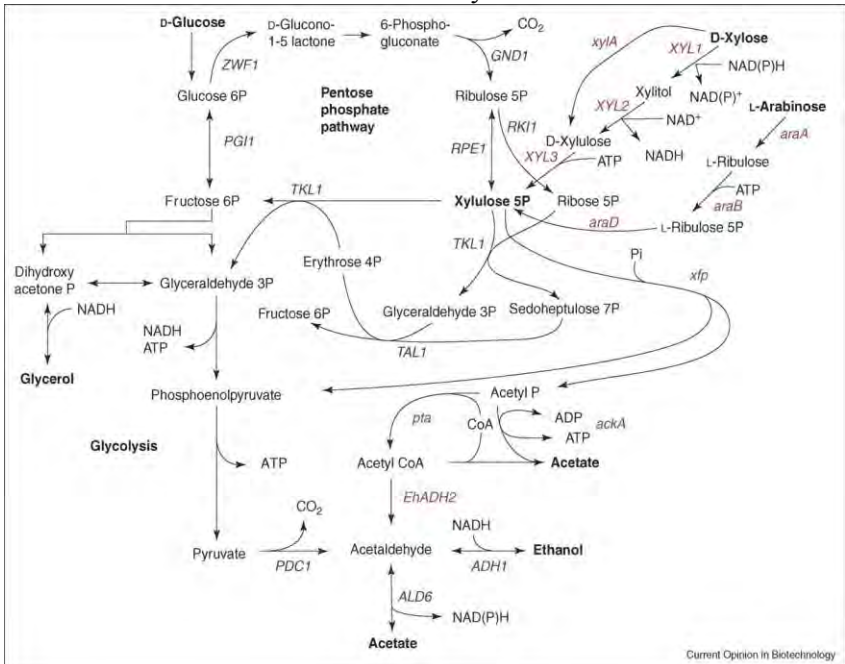 D-Glucose
D-Glucono-
1-5 lactone
6-Phospho-
gluconate
CO2
ZWF1
GND1
xylA
D-Xylose
XYL1
NAD(P)H
NAD(P)+
Glucose 6P
Pentose
phosphate
pathway
Ribulose 5P
Xylitol
XYL2
NAD+
NADH
L-Arabinose
araA
PGI1
RPE1
RKI1
D-Xylulose
XYL3
ATP
L-Ribulose
ATP
araB
TKL1
Fructose 6P
Xylulose 5P
Ribose 5P
araD
L-Ribulose 5P
TKL1
Pi
xfp
Dihydroxy
acetone P
Glyceraldehyde 3P
Erythrose 4P
NADH
NADH
ATP
Fructose 6P
Glyceraldehyde 3P
Sedoheptulose 7P
TAL1
Glycerol
Phosphoenolpyruvate
Acetyl P
pta
CoA
ADP
ATP
ackA
Glycolysis
ATP
Acetyl CoA
Acetate
EhADH2
CO2
NADH
Pyruvate
PDC1
Acetaldehyde
ADH1
Ethanol
ALD6
NAD(P)H
Acetate
Current Opinion in Biotechnology